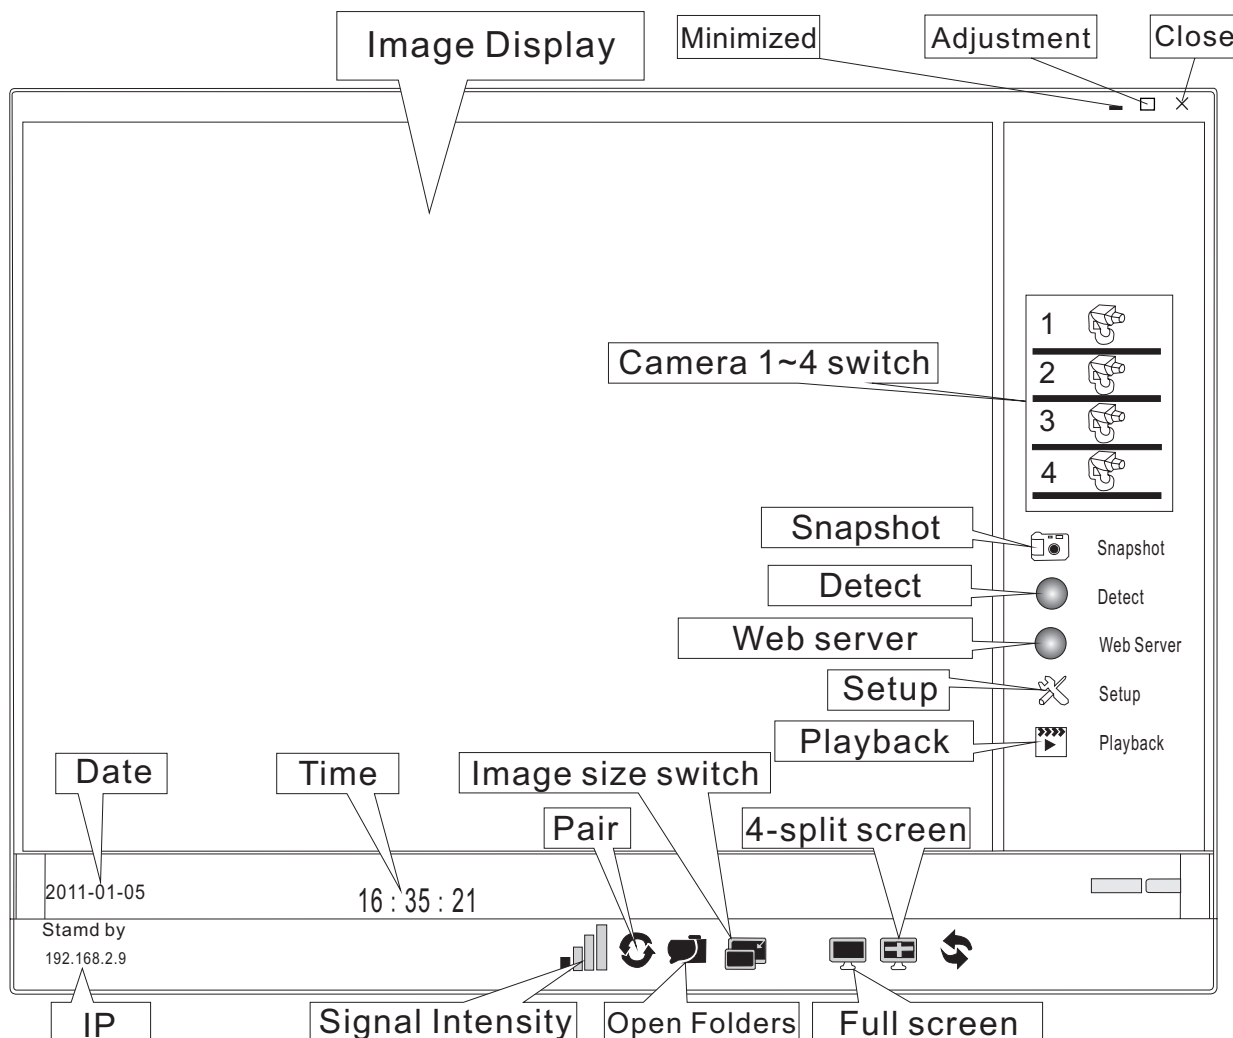 Image Display
Minimized
Adjustment
Close
1
Camera 1~4 switch
2
3
4
Snapshot
Snapshot
Detect
Detect
Web server
Web Server
Setup
Setup
Playback
Playback
Date
Time
Image size switch
Pair
4-split screen
2011-01-05
16 : 35 : 21
Stamd by
192.168.2.9
IP
Signal Intensity
Open Folders
Full screen